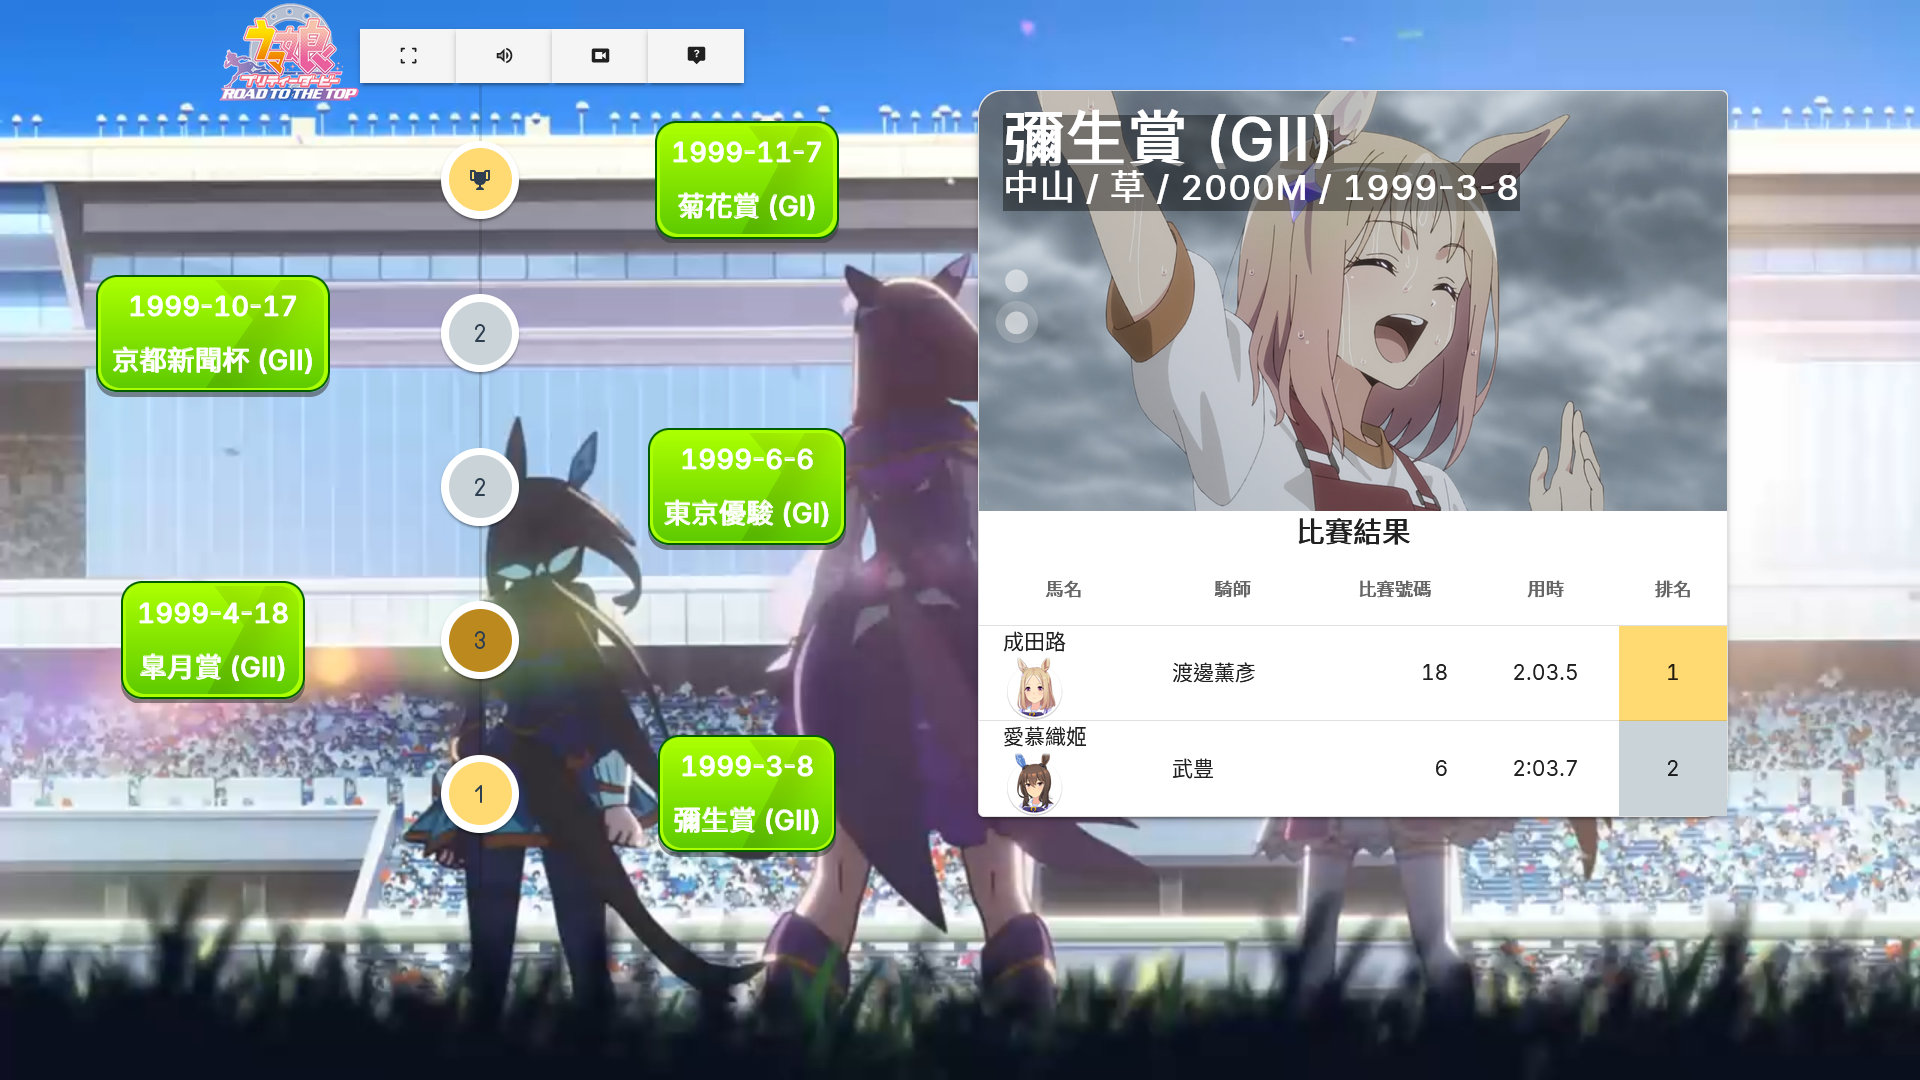 ウマ娘
プリティーダービー
ROAD TO THE TOP
1999-11-7
菊花賞 (GI)
1999-10-17
京都新聞杯 (GII)
2
1999-6-6
東京優駿 (GI)
2
1999-4-18
皐月賞 (GII)
3
1999-3-8
彌生賞 (GII)
1
彌生賞 (GII)
中山 / 草 / 2000M / 1999-3-8
比賽結果
馬名 騎師 比賽號碼 用時 排名
成田路 渡邊薫彥 18 2.03.5 1
愛慕織姬 武豊 6 2:03.7 2